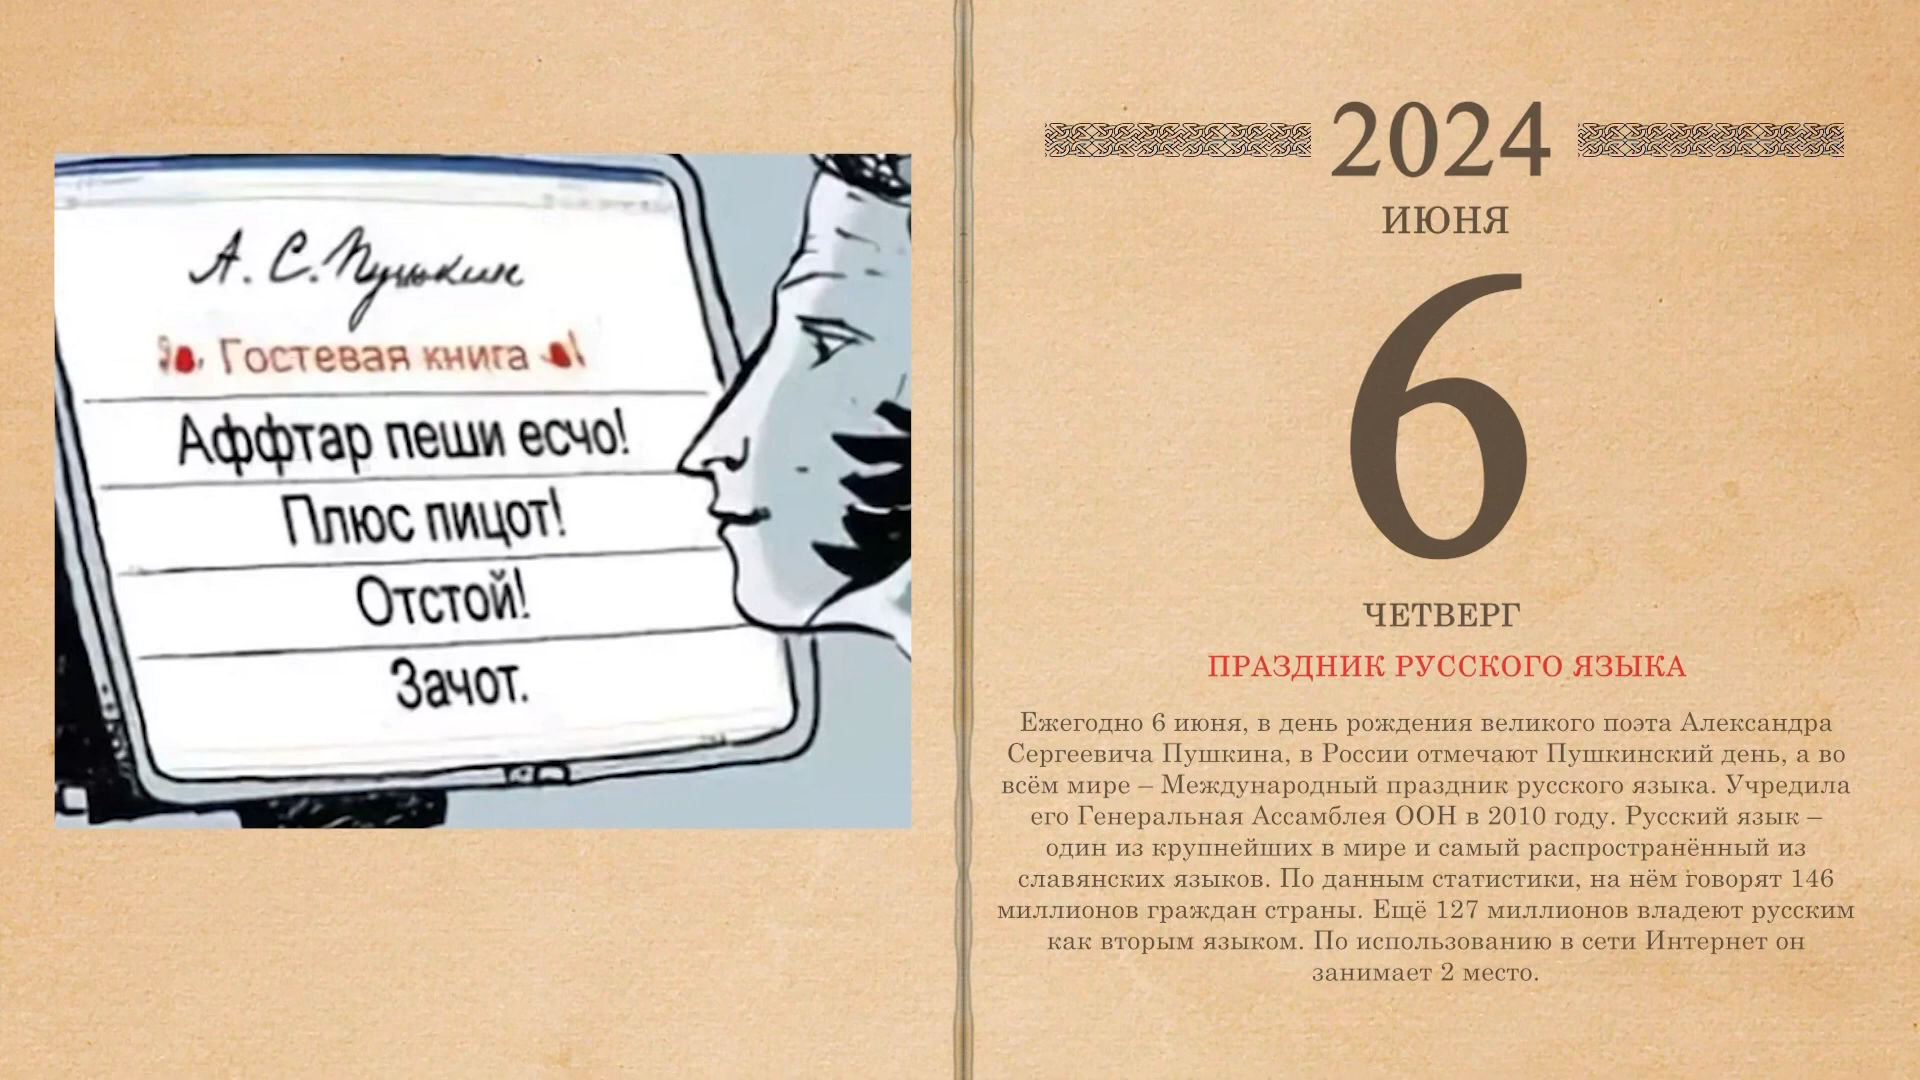 А. С. Пушкин
Гостевая книга
Аффтар пеши есчо!
Плюс пицот!
Отстой!
Зачот.
2024
ИЮНЯ
6
ЧЕТВЕРГ
ПРАЗДНИК РУССКОГО ЯЗЫКА
Ежегодно 6 июня, в день рождения великого поэта Александра
Сергеевича Пушкина, в России отмечают Пушкинский день, а во
всём мире – Международный праздник русского языка. Учредила
его Генеральная Ассамблея ООН в 2010 году. Русский язык –
один из крупнейших в мире и самый распространённый из
славянских языков. По данным статистики, на нём говорят 146
миллионов граждан страны. Ещё 127 миллионов владеют русским
как вторым языком. По использованию в сети Интернет он
занимает 2 место.